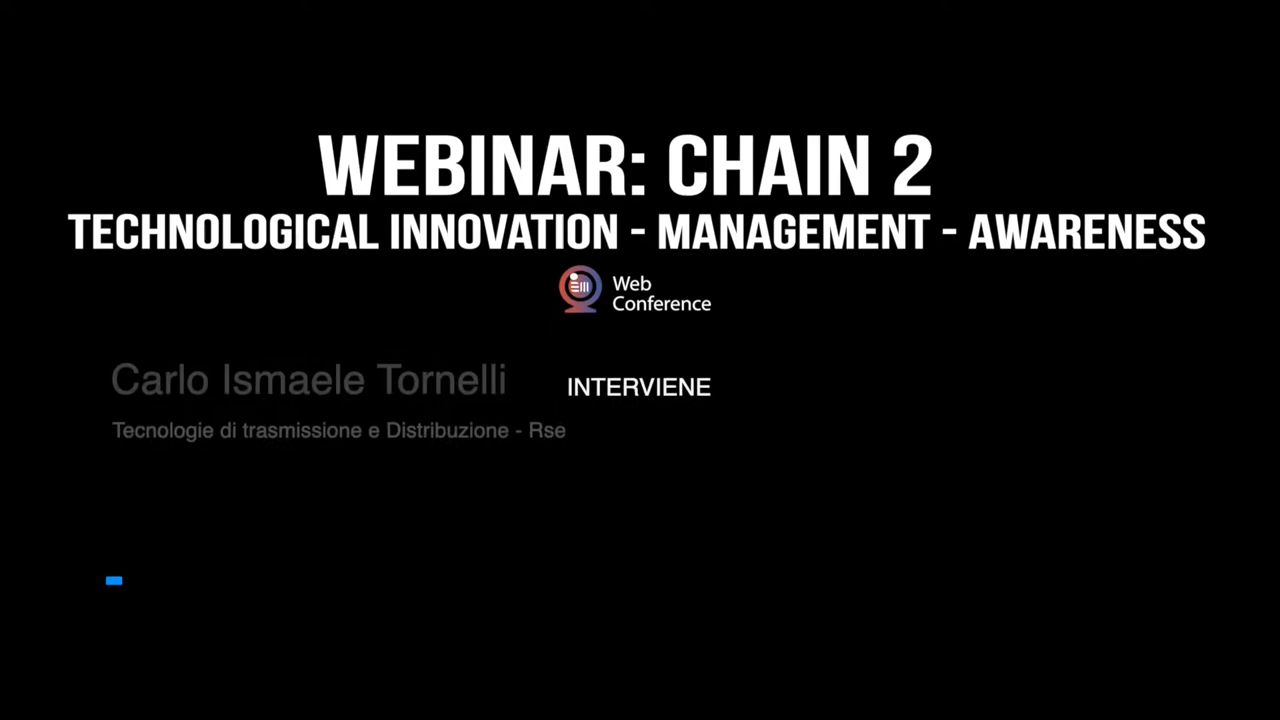 WEBINAR: CHAIN 2
TECHNOLOGICAL INNOVATION - MANAGEMENT - AWARENESS
Web
Conference
Carlo Ismaele Tornelli
INTERVIENE
Tecnologie di trasmissione e Distribuzione - Rse